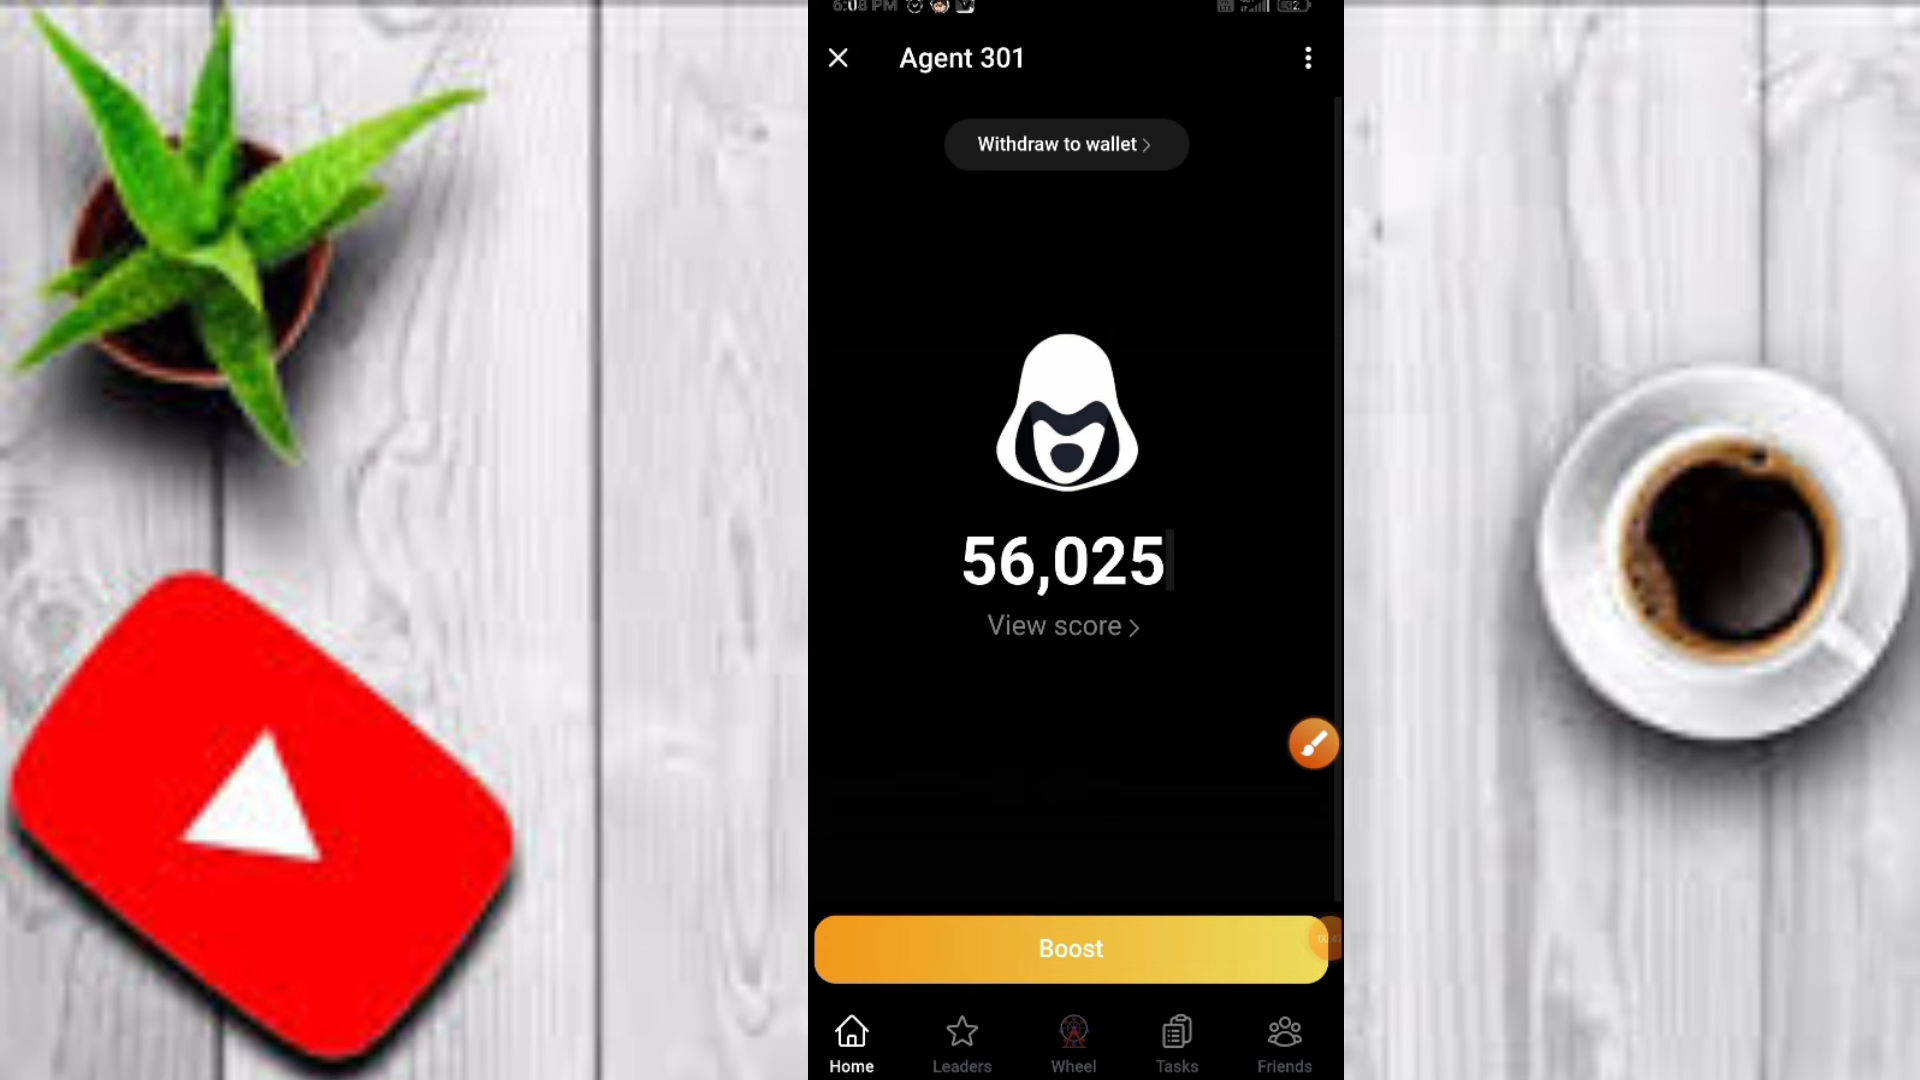 6:08 PM
Agent 301
Withdraw to wallet
56,025
View score
Boost
Home
Leaders
Wheel
Tasks
Friends